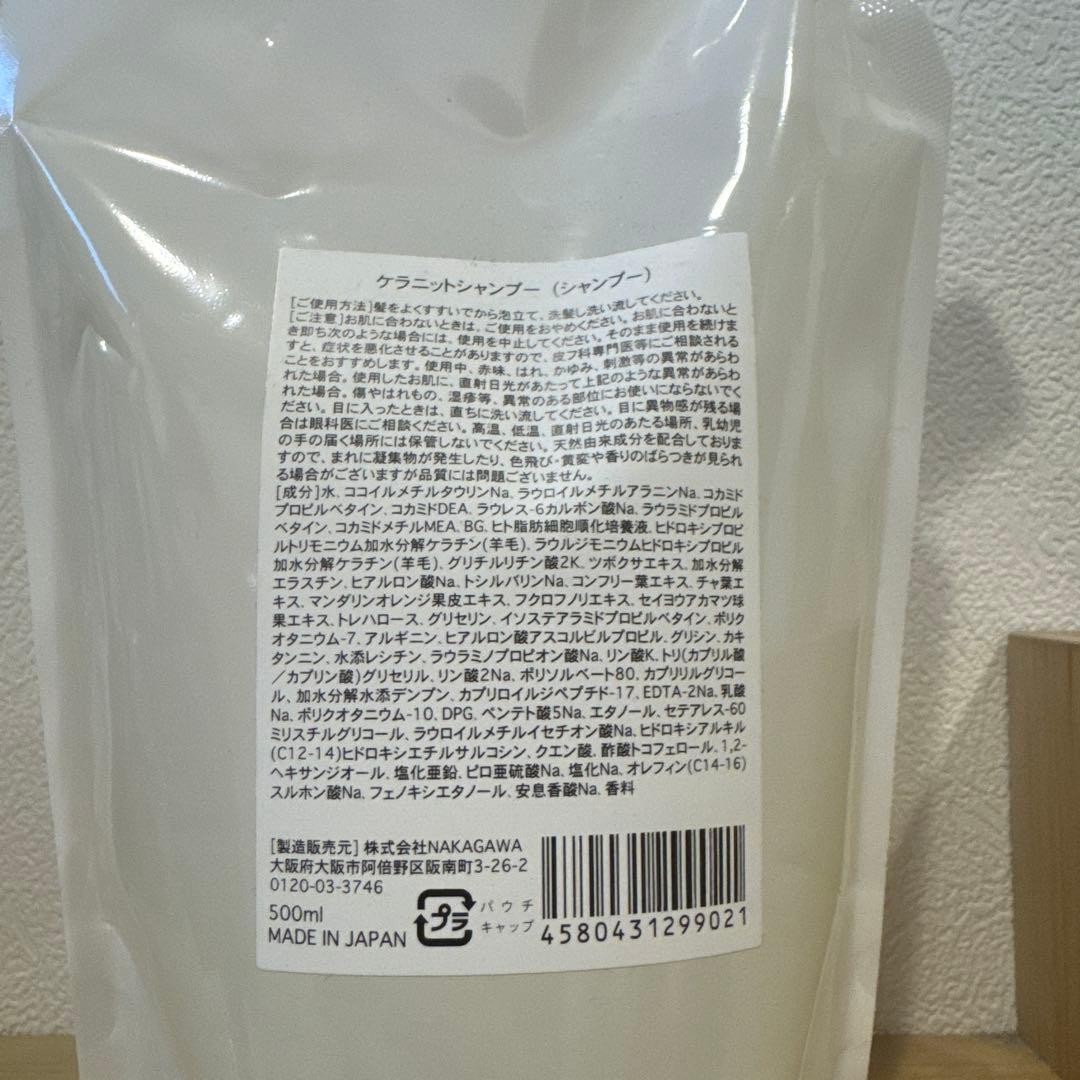 ケラニットシャンプー（シャンプー）
[ご使用方法]髪をよくすすいでから泡立て、洗髪し洗い流してください。
[ご注意]お肌に合わないときは、ご使用をおやめください。お肌に合わないと
き即ち次のような場合には、使用を中止してください。そのまま使用を続けま
すと、症状を悪化させることがありますので、皮フ科専門医等にご相談される
ことをおすすめします。使用中、赤味、はれ、かゆみ、刺激等の異常があらわ
れた場合。使用したお肌に、直射日光があたって上記のような異常があらわ
れた場合。傷やはれもの、湿疹等、異常のある部位にお使いにならないでく
ださい。目に入ったときは、直ちに洗い流してください。目に異物感が残る場
合は眼科医にご相談ください。高温、低温、直射日光のあたる場所、乳幼児
の手の届く場所には保管しないでください。天然由来成分を配合しておりま
すので、まれに凝集物が発生したり、色飛び・黄変や香りのばらつきが見られ
る場合がございますが品質には問題ございません。
[成分]水、ココイルメチルタウリンNa、ラウロイルメチルアラニンNa、コカミド
プロピルベタイン、コカミドDEA、ラウレス-6カルボン酸Na、ラウラミドプロピル
ベタイン、コカミドメチルMEA、BG、ヒト脂肪細胞順化培養液、ヒドロキシプロピ
ルトリモニウム加水分解ケラチン(羊毛)、ラウルジモニウムヒドロキシプロピル
加水分解ケラチン(羊毛)、グリチルリチン酸2K、ツボクサエキス、加水分解
エラスチン、ヒアルロン酸Na、トシルバリンNa、コンフリー葉エキス、チャ葉エ
キス、マンダリンオレンジ果皮エキス、フクロフノリエキス、セイヨウアカマツ球
果エキス、トレハロース、グリセリン、イソステアラミドプロピルベタイン、ポリク
オタニウム-7、アルギニン、ヒアルロン酸アスコルビルプロピル、グリシン、カキ
タンニン、水添レシチン、ラウラミノプロピオン酸Na、リン酸K、トリ(カプリル酸
／カプリン酸)グリセリル、リン酸2Na、ポリソルベート80、カプリリルグリコー
ル、加水分解水添デンプン、カプロイルジペプチド-17、EDTA-2Na、乳酸
Na、ポリクオタニウム-10、DPG、ペンテト酸5Na、エタノール、セテアレス-60
ミリスチルグリコール、ラウロイルメチルイセチオン酸Na、ヒドロキシアルキル
(C12-14)ヒドロキシエチルサルコシン、クエン酸、酢酸トコフェロール、1,2-
ヘキサンジオール、塩化亜鉛、ピロ亜硫酸Na、塩化Na、オレフィン(C14-16)
スルホン酸Na、フェノキシエタノール、安息香酸Na、香料
[製造販売元] 株式会社NAKAGAWA
大阪府大阪市阿倍野区阪南町3-26-2
0120-03-3746
500ml
MADE IN JAPAN
プラ
パウチ
キャップ
4580431299021